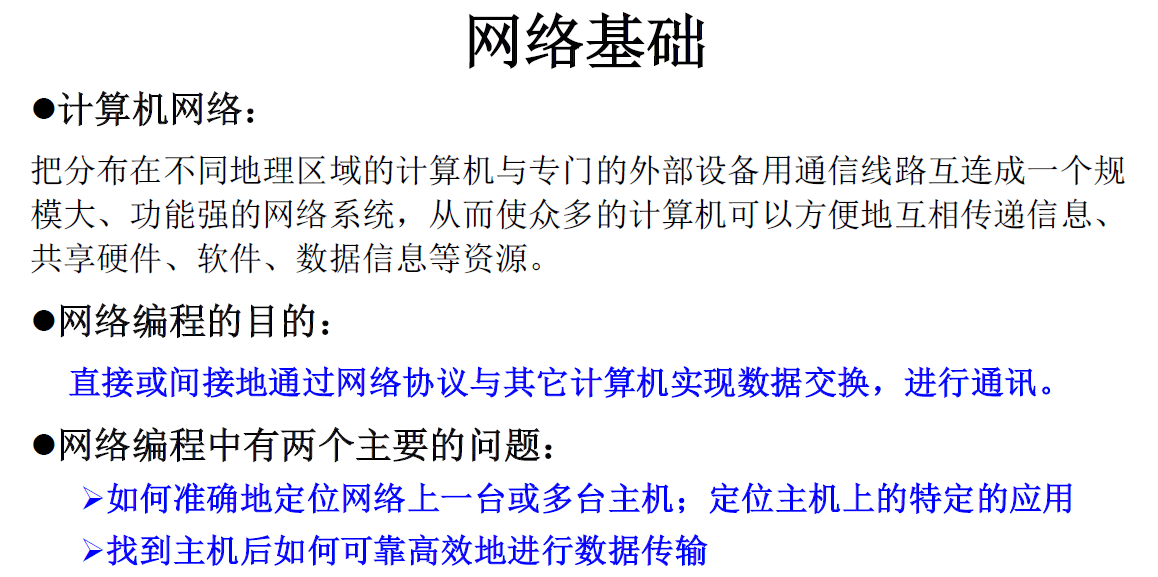 网络基础
●计算机网络：
把分布在不同地理区域的计算机与专门的外部设备用通信线路互连成一个规
模大、功能强的网络系统，从而使众多的计算机可以方便地互相传递信息、
共享硬件、软件、数据信息等资源。
●网络编程的目的：
直接或间接地通过网络协议与其它计算机实现数据交换，进行通讯。
●网络编程中有两个主要的问题：
➢如何准确地定位网络上一台或多台主机；定位主机上的特定的应用
➢找到主机后如何可靠高效地进行数据传输